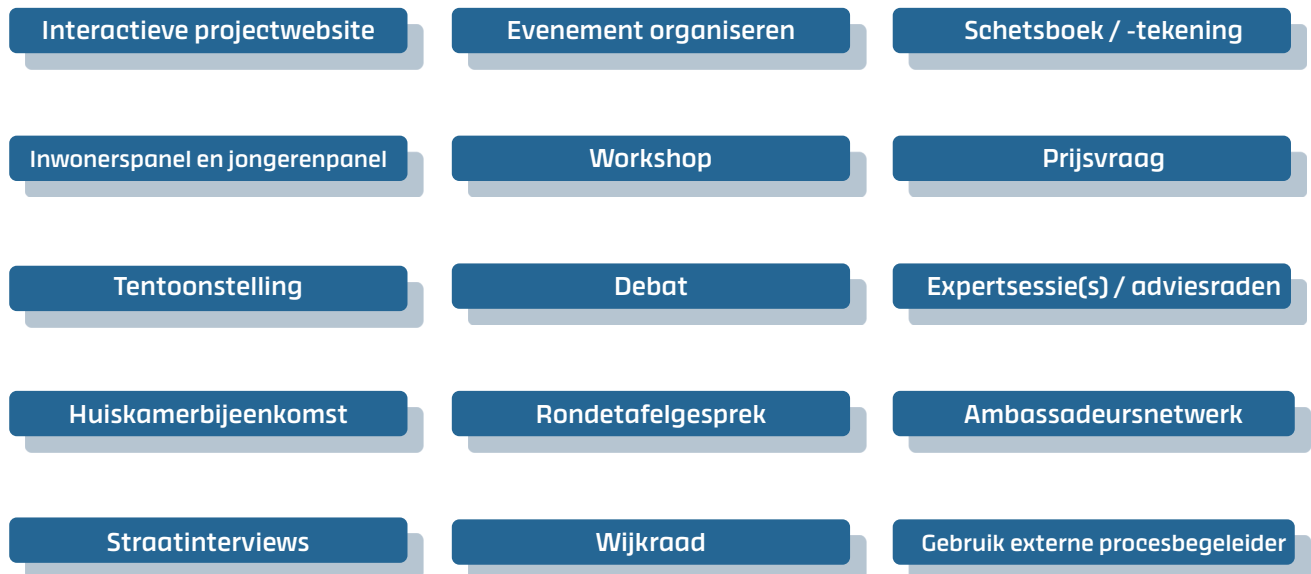 Interactieve projectwebsite
Evenement organiseren
Schetsboek / -tekening
Inwonerspanel en jongerenpanel
Workshop
Prijsvraag
Tentoonstelling
Debat
Expertsessie(s) / adviesraden
Huiskamerbijeenkomst
Rondetafelgesprek
Ambassadeursnetwerk
Straatinterviews
Wijkraad
Gebruik externe procesbegeleider